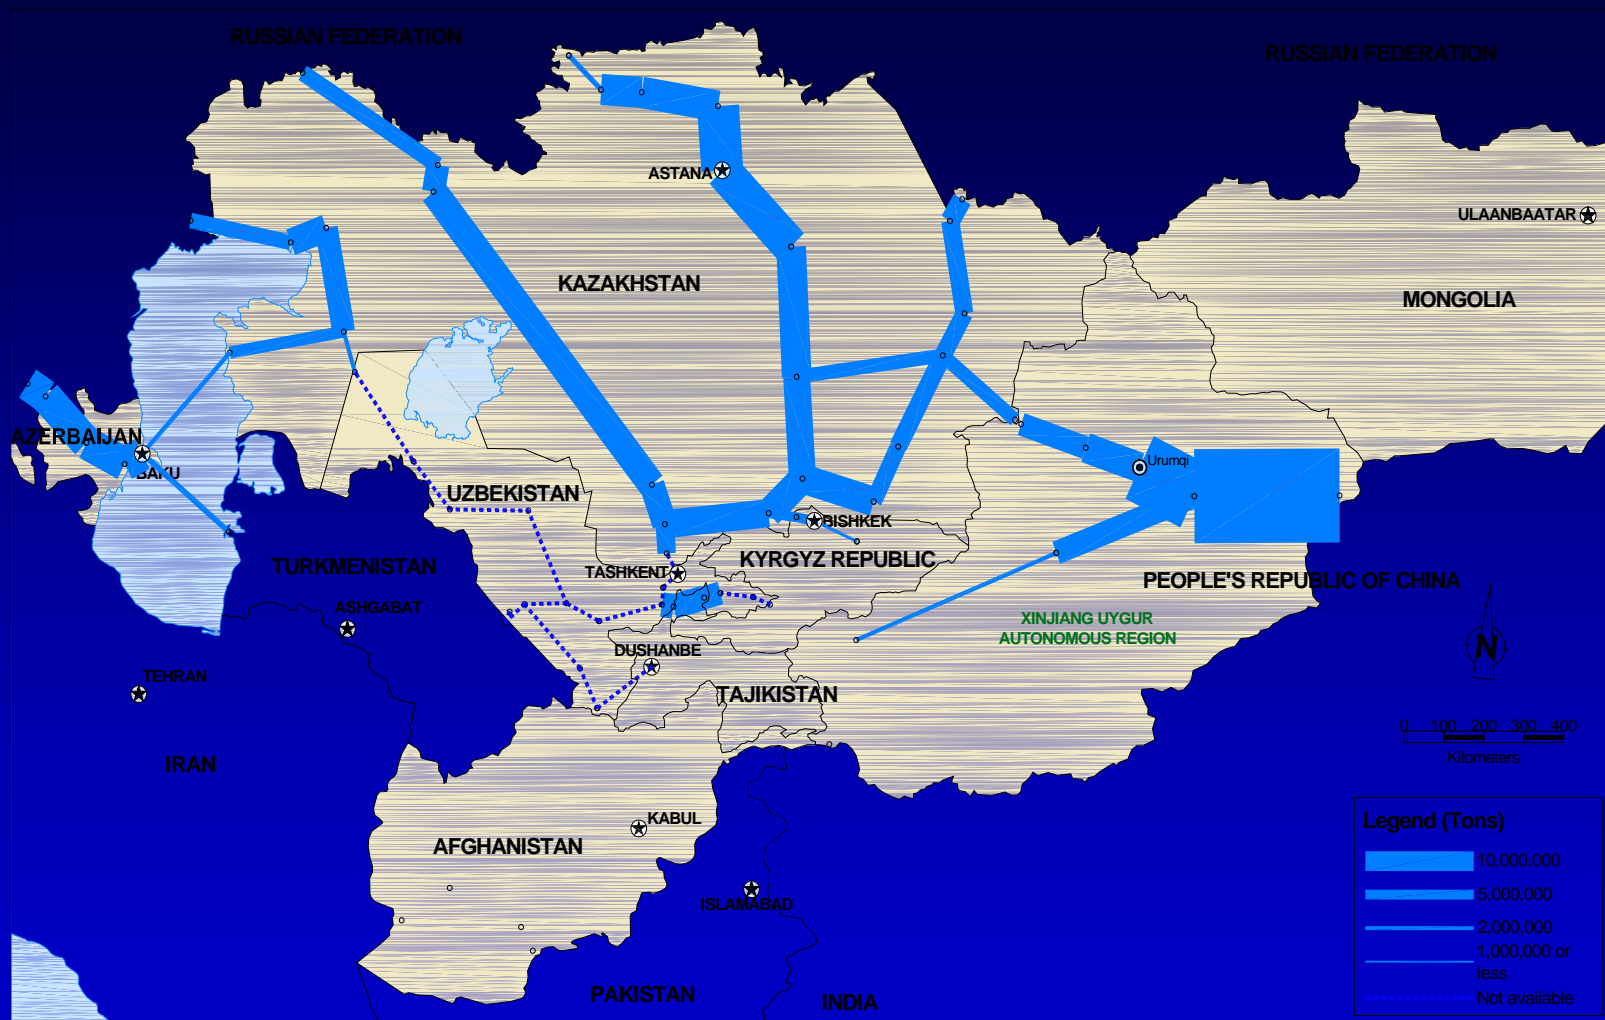 RUSSIAN FEDERATION
RUSSIAN FEDERATION
ASTANA
ULAANBAATAR
KAZAKHSTAN
MONGOLIA
AZERBAIJAN
BAKU
Urumqi
UZBEKISTAN
BISHKEK
KYRGYZ REPUBLIC
TURKMENISTAN
TASHKENT
PEOPLE'S REPUBLIC OF CHINA
ASHGABAT
XINJIANG UYGUR
AUTONOMOUS REGION
DUSHANBE
N
TEHRAN
TAJIKISTAN
0 100 200 300 400
Kilometers
IRAN
KABUL
AFGHANISTAN
ISLAMABAD
PAKISTAN
INDIA
Legend (Tons)
10,000,000
5,000,000
2,000,000
1,000,000 or
less
Not available